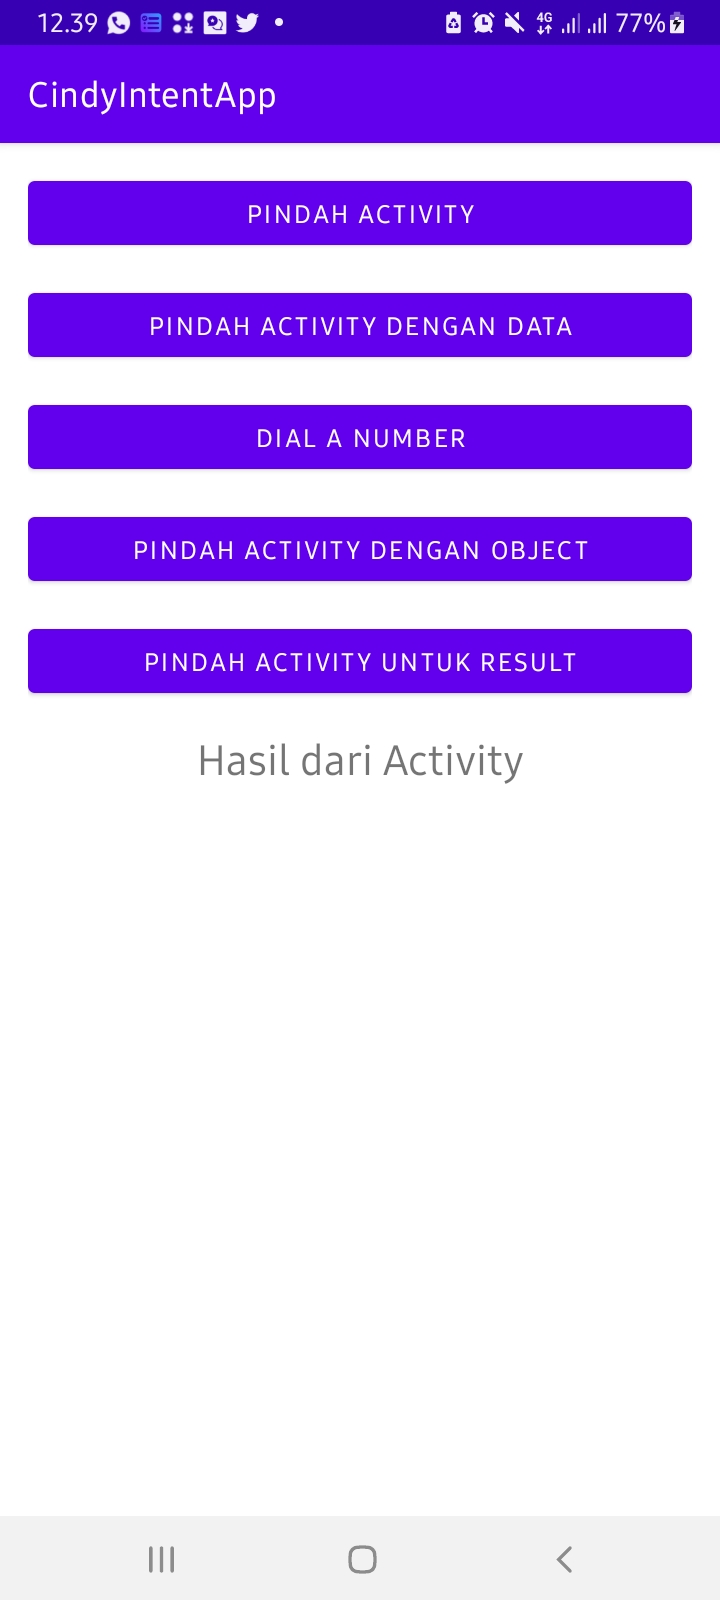 12.39 4G 77%
CindyIntentApp
PINDAH ACTIVITY
PINDAH ACTIVITY DENGAN DATA
DIAL A NUMBER
PINDAH ACTIVITY DENGAN OBJECT
PINDAH ACTIVITY UNTUK RESULT
Hasil dari Activity